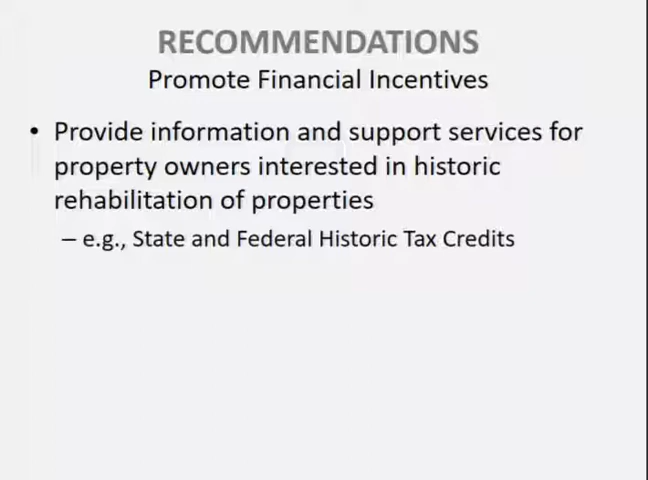 RECOMMENDATIONS
Promote Financial Incentives
• Provide information and support services for
property owners interested in historic
rehabilitation of properties
– e.g., State and Federal Historic Tax Credits